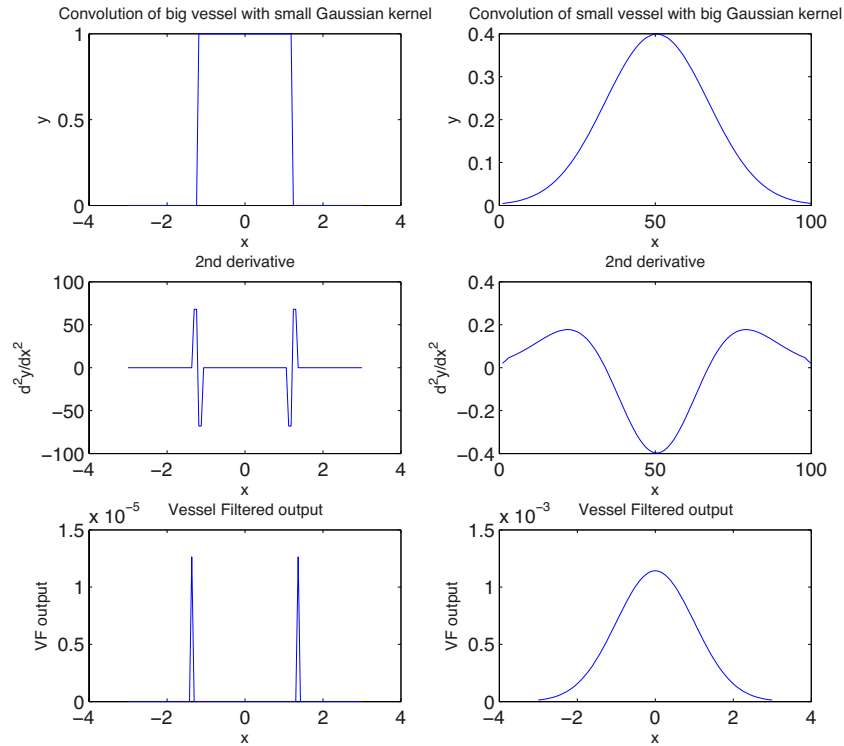 Convolution of big vessel with small Gaussian kernel
1
0.5
0
y
−4
−2
0
2
4
x
Convolution of small vessel with big Gaussian kernel
0.4
0.3
0.2
0.1
0
y
0
50
100
x
2nd derivative
100
50
0
−50
−100
d²y/dx²
−4
−2
0
2
4
x
2nd derivative
0.4
0.2
0
−0.2
−0.4
d²y/dx²
0
50
100
x
Vessel Filtered output
x 10⁻⁵
1.5
1
0.5
0
VF output
−4
−2
0
2
4
x
Vessel Filtered output
x 10⁻³
1.5
1
0.5
0
VF output
−4
−2
0
2
4
x